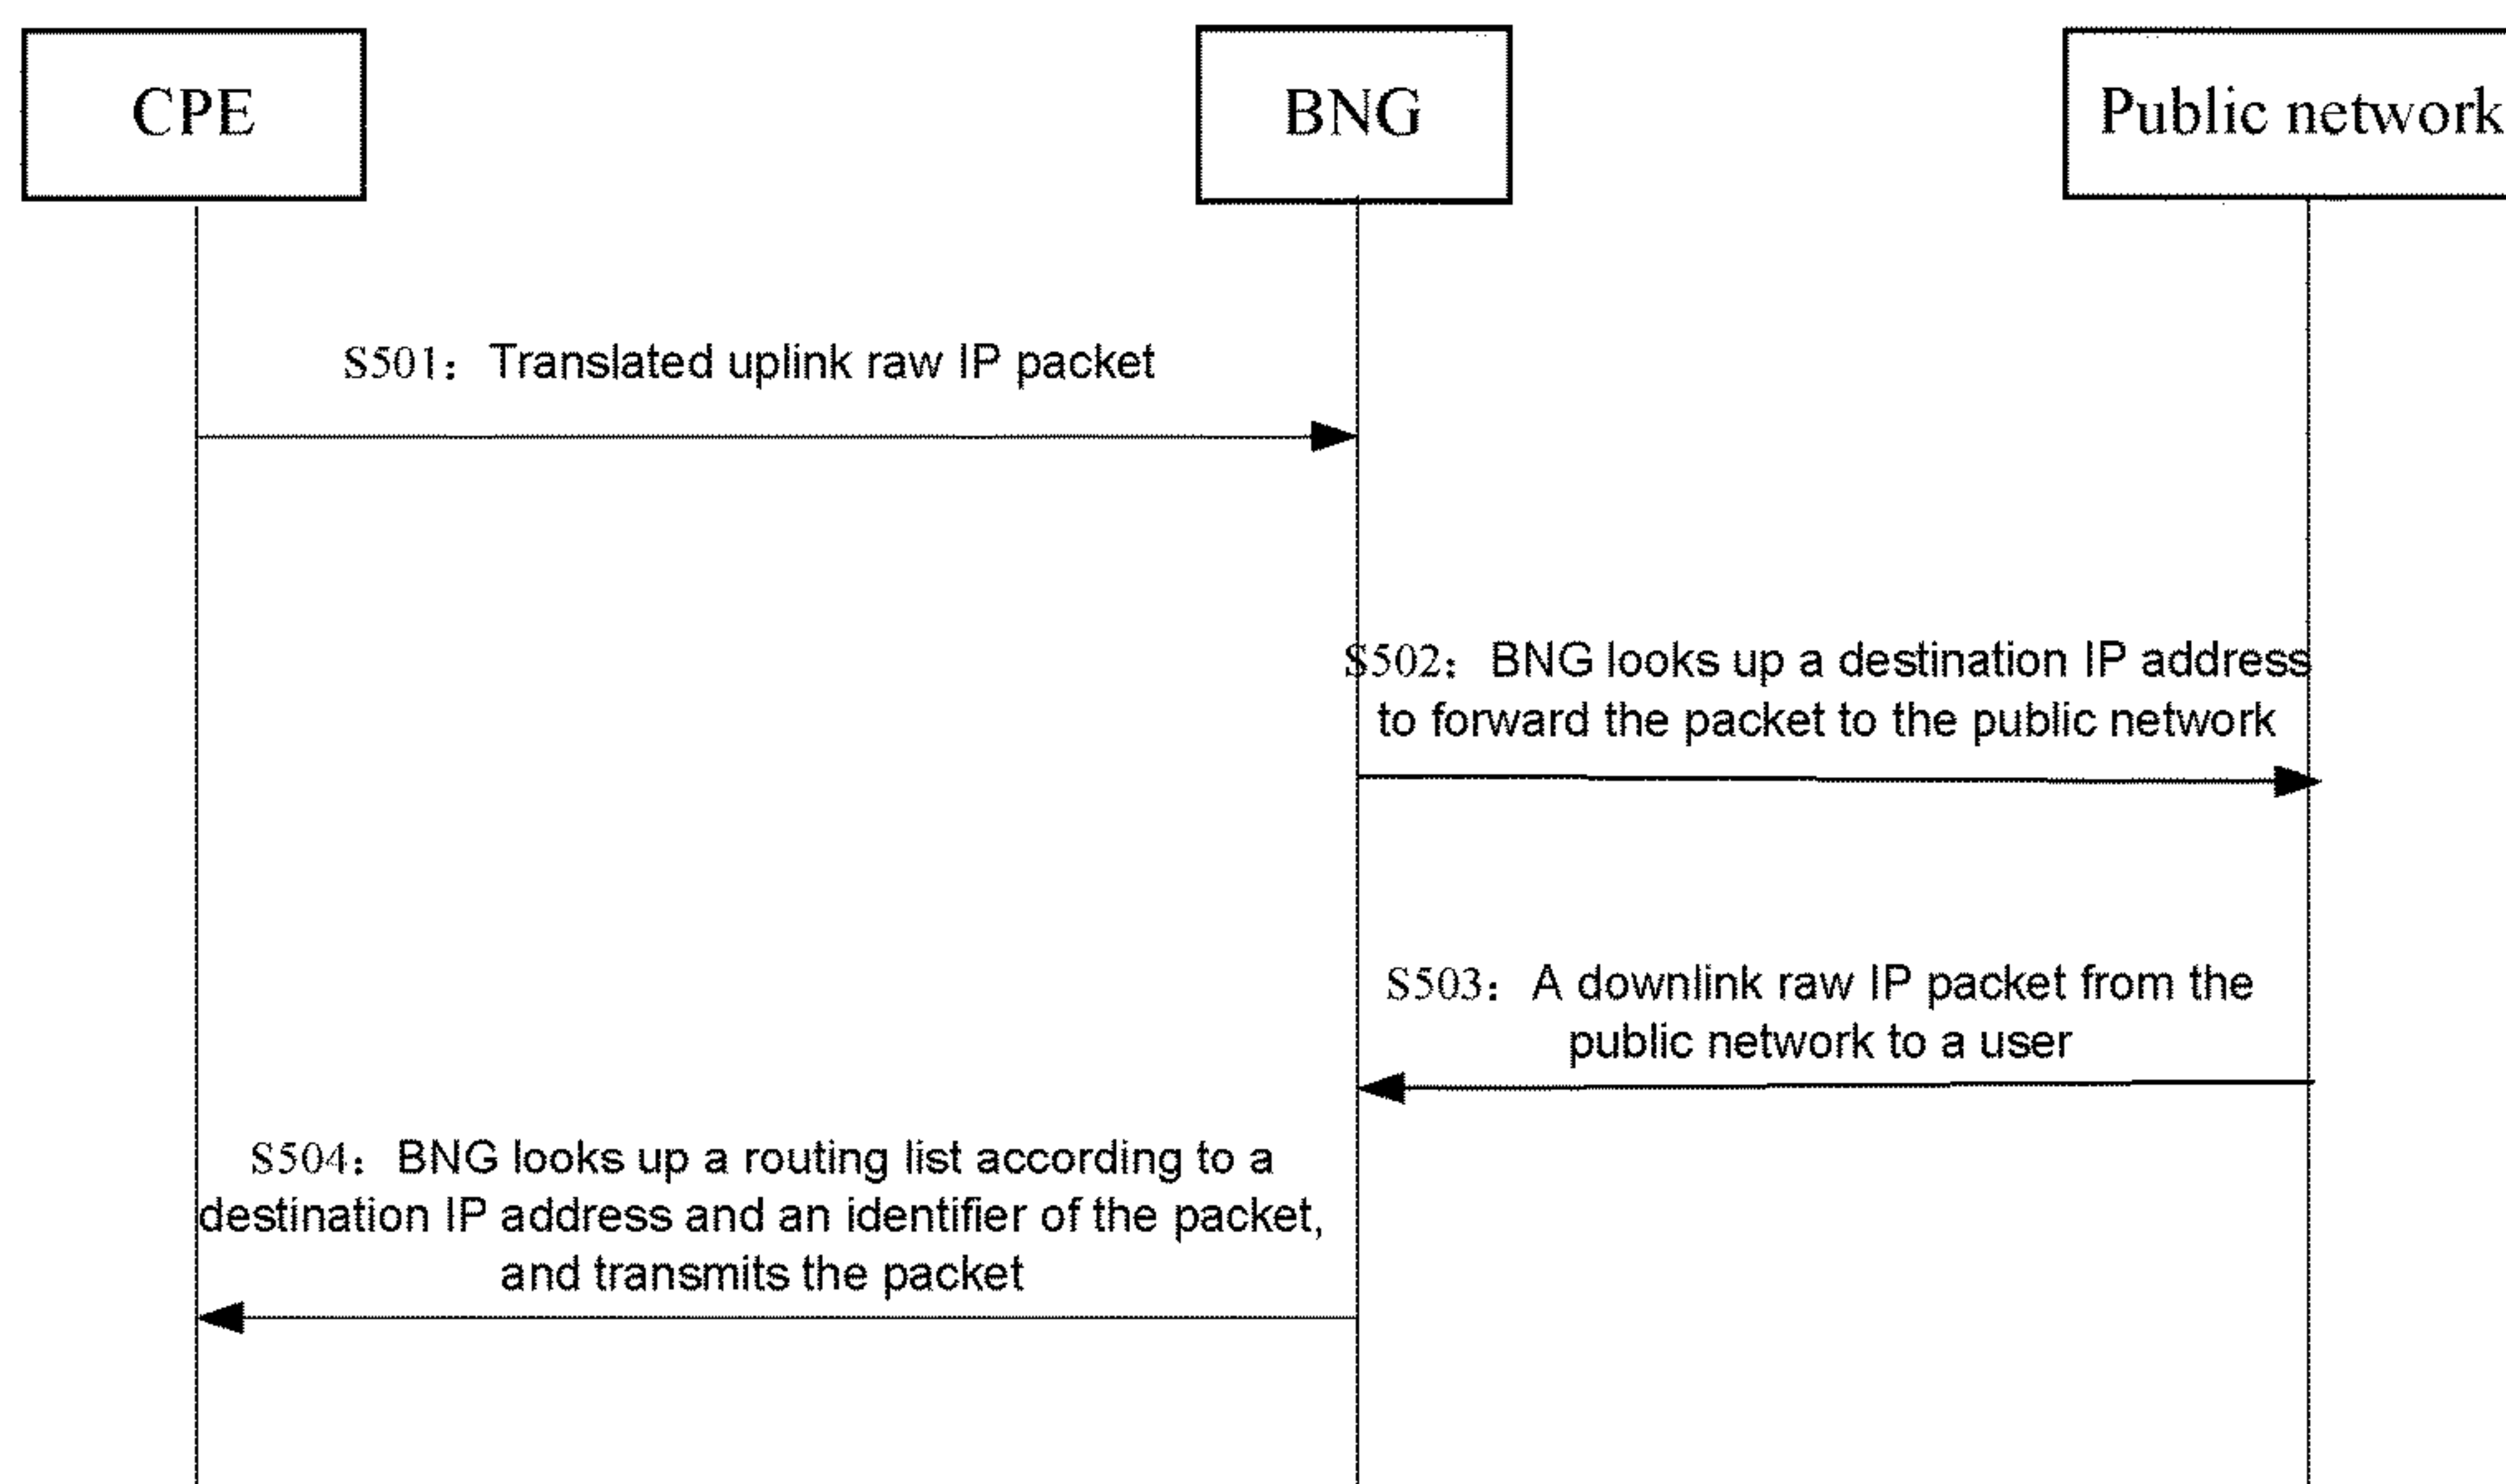 CPE
BNG
Public network
S501: Translated uplink raw IP packet
S502: BNG looks up a destination IP address
to forward the packet to the public network
S503: A downlink raw IP packet from the
public network to a user
S504: BNG looks up a routing list according to a
destination IP address and an identifier of the packet,
and transmits the packet